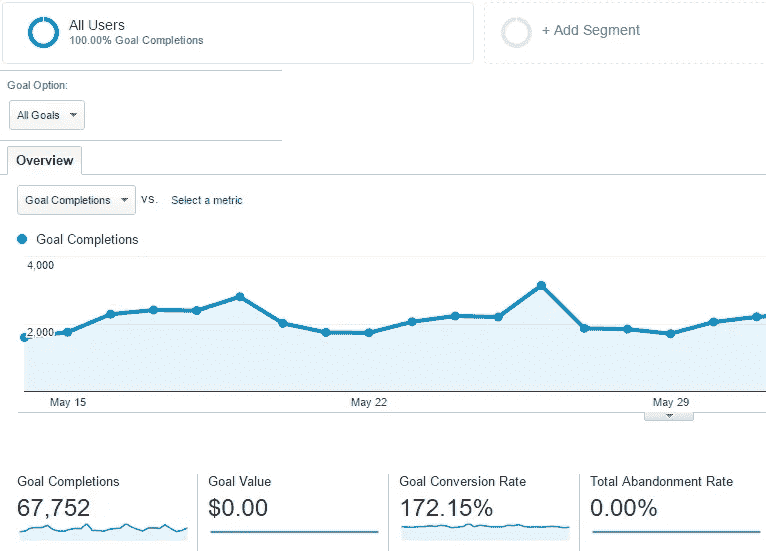 All Users
100.00% Goal Completions
+ Add Segment
Goal Option:
All Goals
Overview
Goal Completions VS. Select a metric
Goal Completions
4,000
2,000
May 15 May 22 May 29
Goal Completions Goal Value Goal Conversion Rate Total Abandonment Rate
67,752 $0.00 172.15% 0.00%